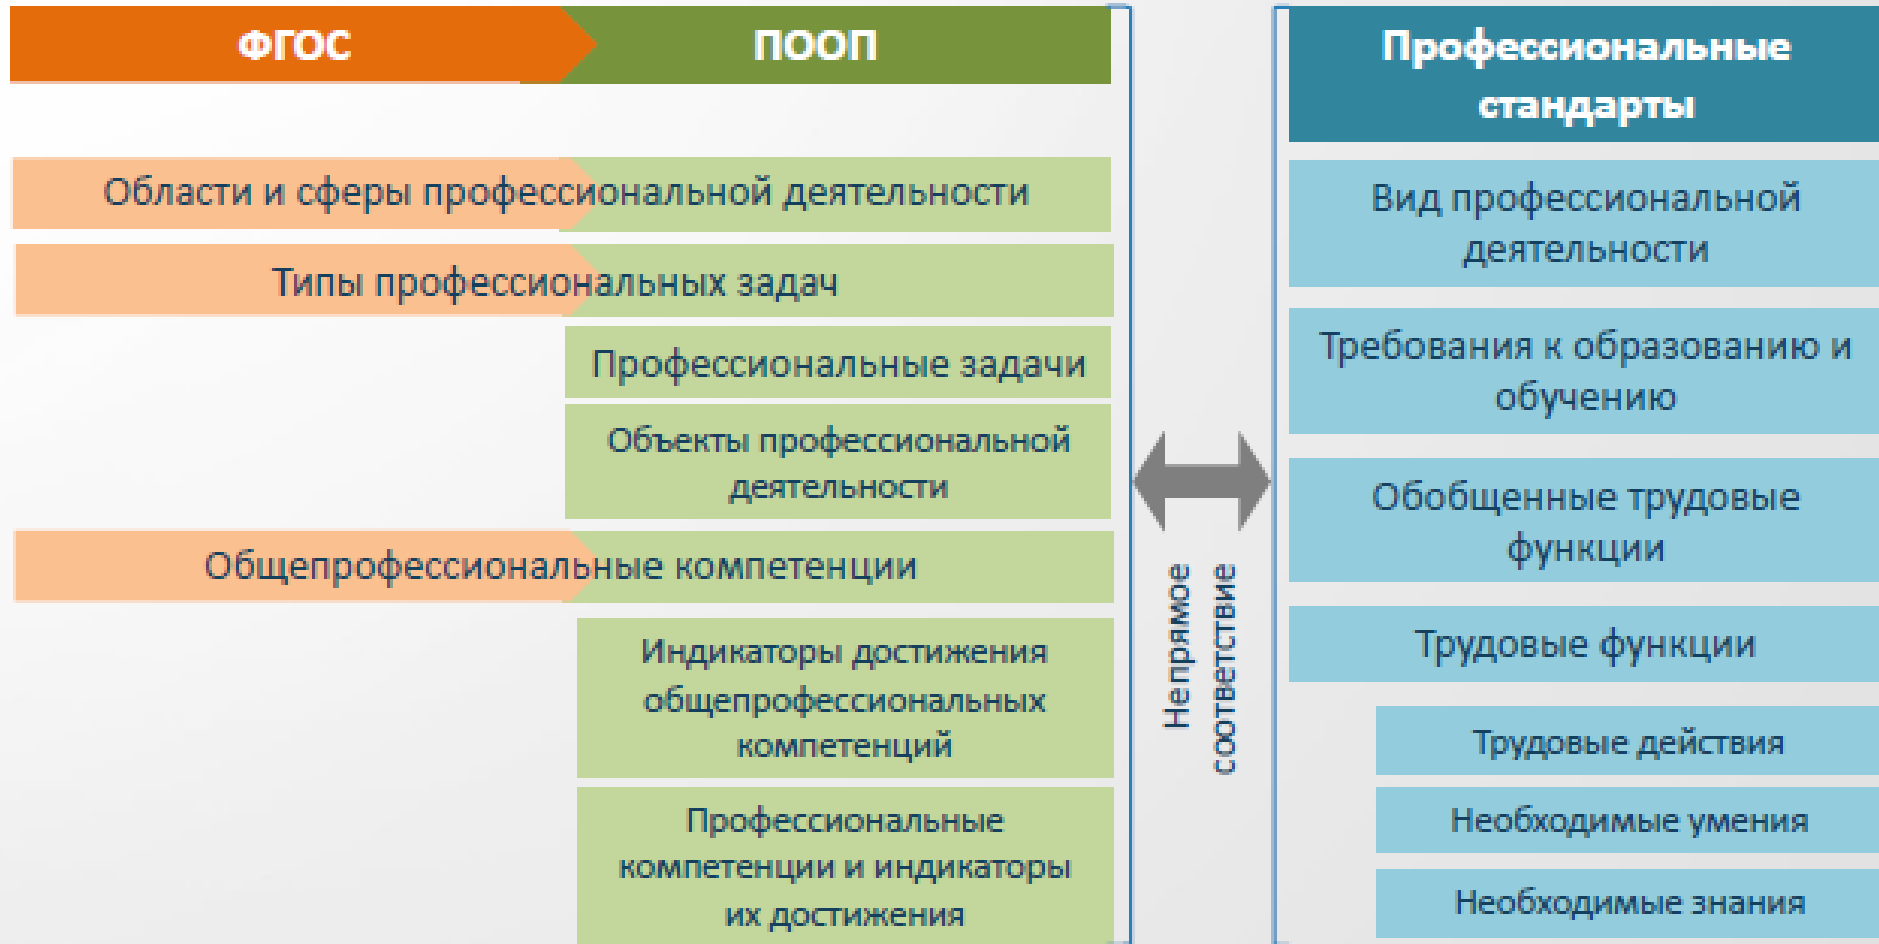 ФГОС
ПООП
Области и сферы профессиональной деятельности
Типы профессиональных задач
Профессиональные задачи
Объекты профессиональной
деятельности
Общепрофессиональные компетенции
Индикаторы достижения
общепрофессиональных
компетенций
Профессиональные
компетенции и индикаторы
их достижения
Непрямое
соответствие
Профессиональные
стандарты
Вид профессиональной
деятельности
Требования к образованию и
обучению
Обобщенные трудовые
функции
Трудовые функции
Трудовые действия
Необходимые умения
Необходимые знания